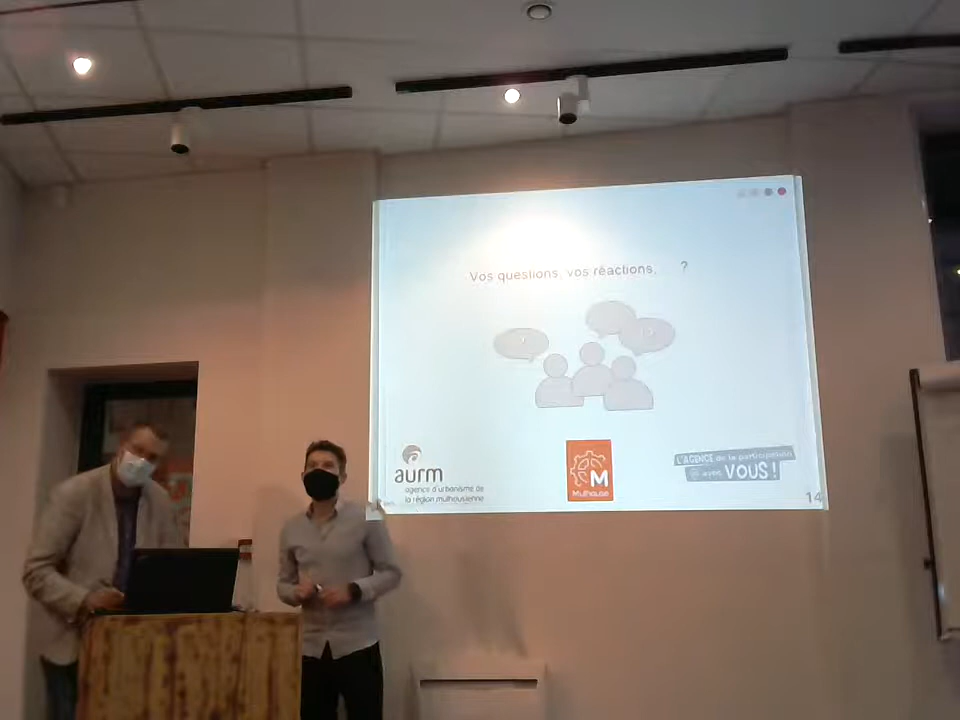 Vos questions, vos réactions, ?
aurm
agence d'urbanisme de
la région mulhousienne
M
Mulhouse
L'AGENCE de la participation
avec VOUS !
14